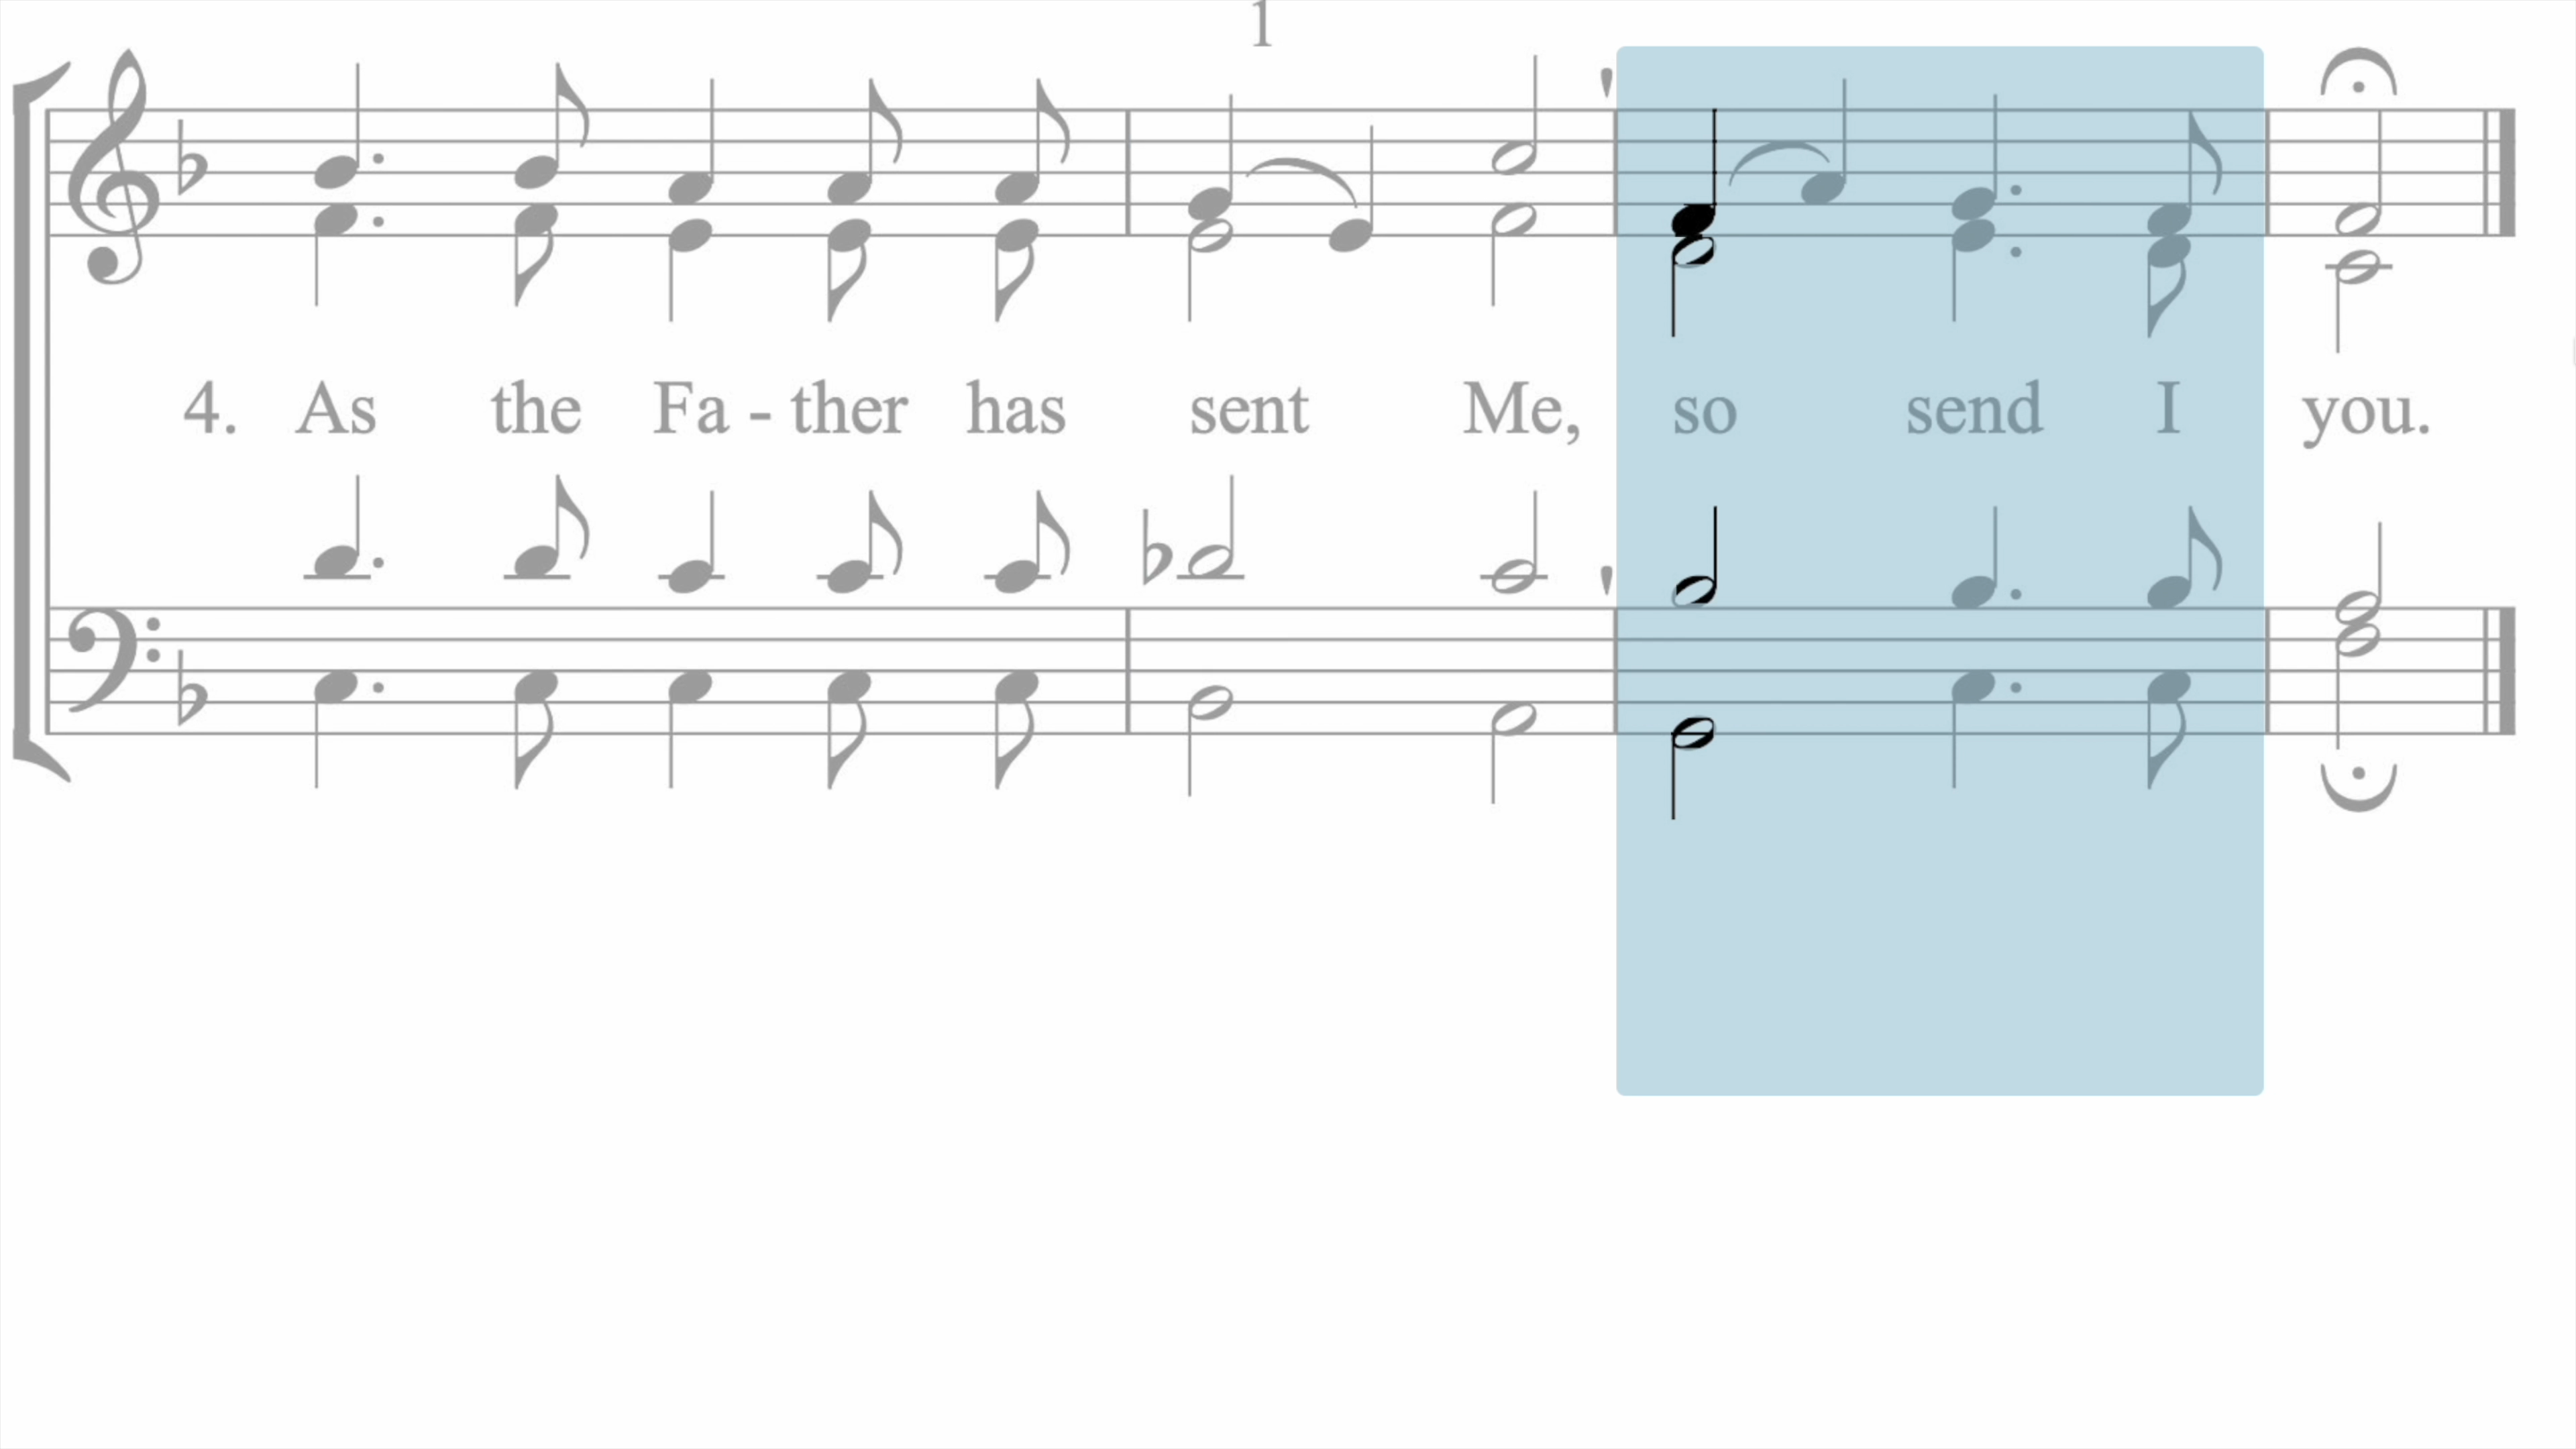 1
4. As the Fa - ther has sent Me, so send I you.